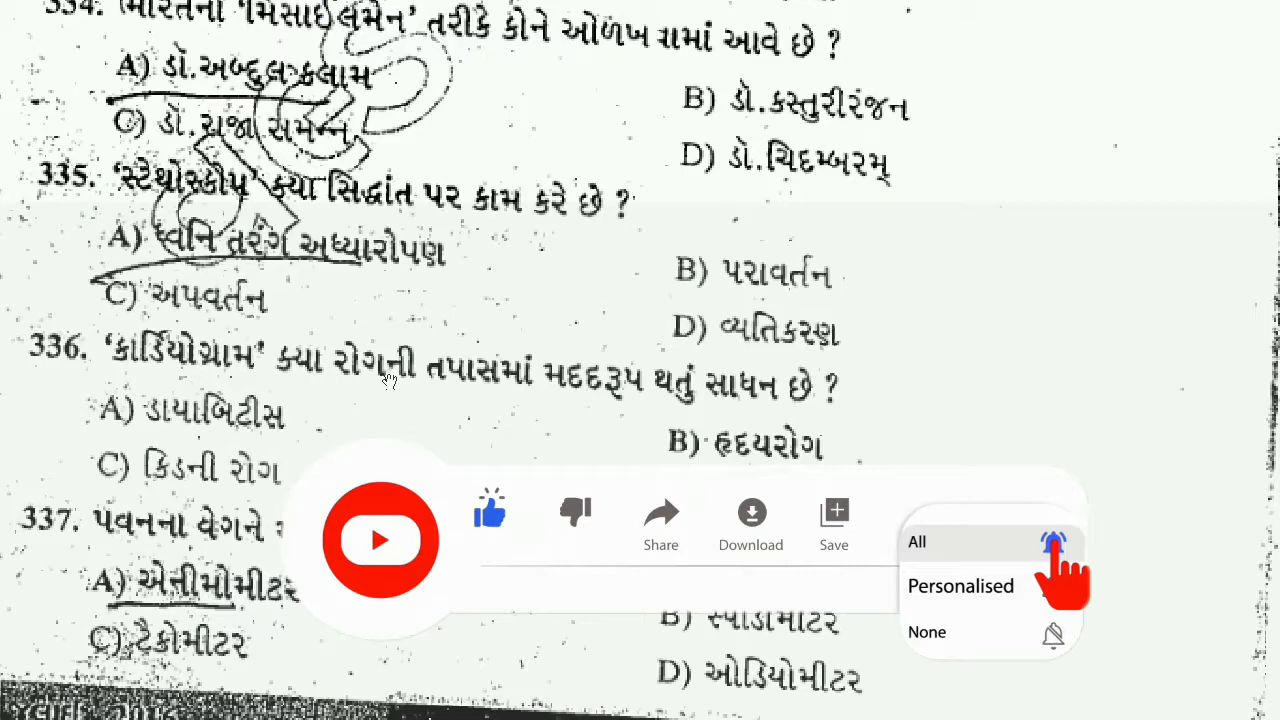 334. ભારતના 'મિસાઈલમેન' તરીકે કોને ઓળખવામાં આવે છે ?
A) ડૉ.અબ્દુલ કલામ
B) ડૉ.કસ્તુરીરંજન
C) ડૉ.રાજા રામન્ન
D) ડૉ.ચિદમ્બરમ્
335. 'સ્ટેથોસ્કોપ' ક્યા સિદ્ધાંત પર કામ કરે છે ?
A) ધ્વનિ તરંગ અધ્યારોપણ
B) પરાવર્તન
C) અપવર્તન
D) વ્યતિકરણ
336. 'કાર્ડિયોગ્રામ' ક્યા રોગની તપાસમાં મદદરૂપ થતું સાધન છે ?
A) ડાયાબિટીસ
B) હૃદયરોગ
C) કિડની રોગ
337. પવનના વેગને
A) એનીમોમીટર
B) સ્પીડોમીટર
C) ટૅકોમીટર
D) ઓડિયોમીટર
Share
Download
Save
All
Personalised
None